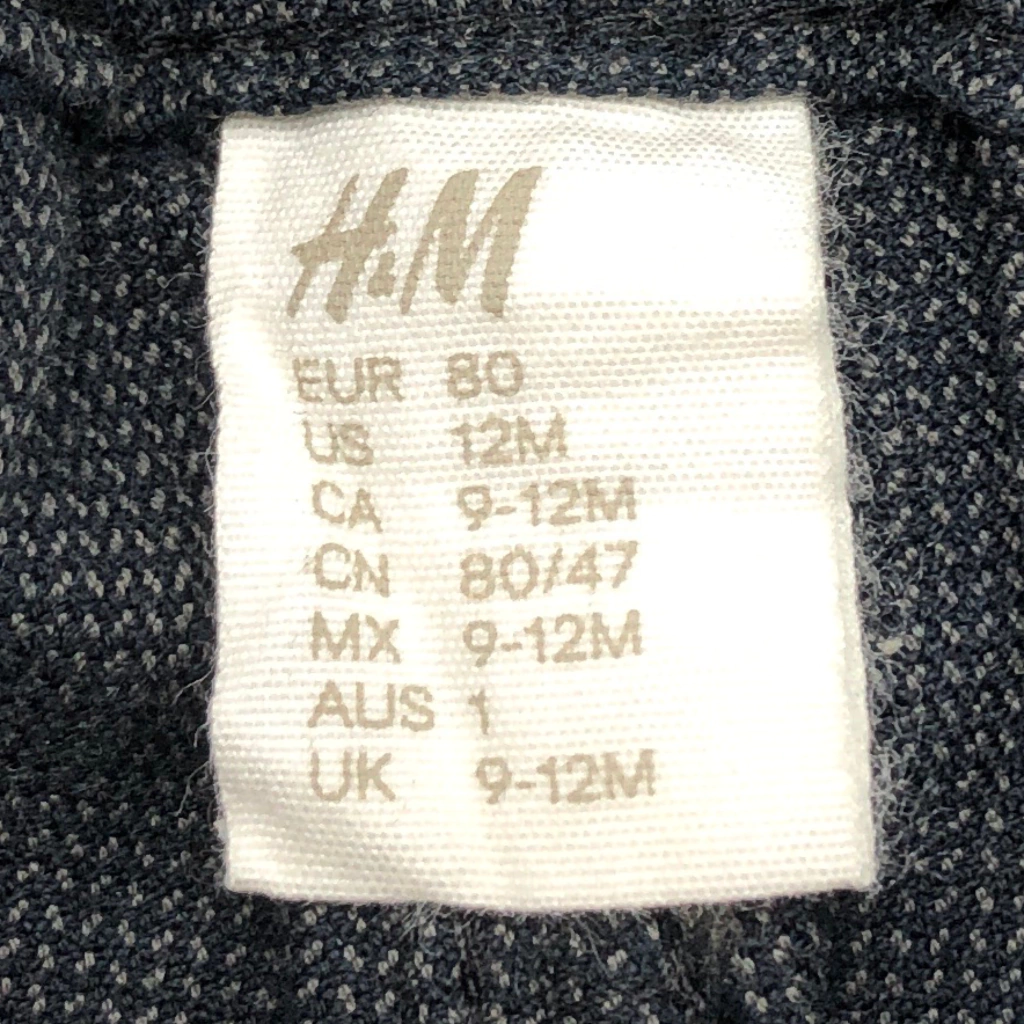 H&M
EUR 80
US 12M
CA 9-12M
CN 80/47
MX 9-12M
AUS 1
UK 9-12M